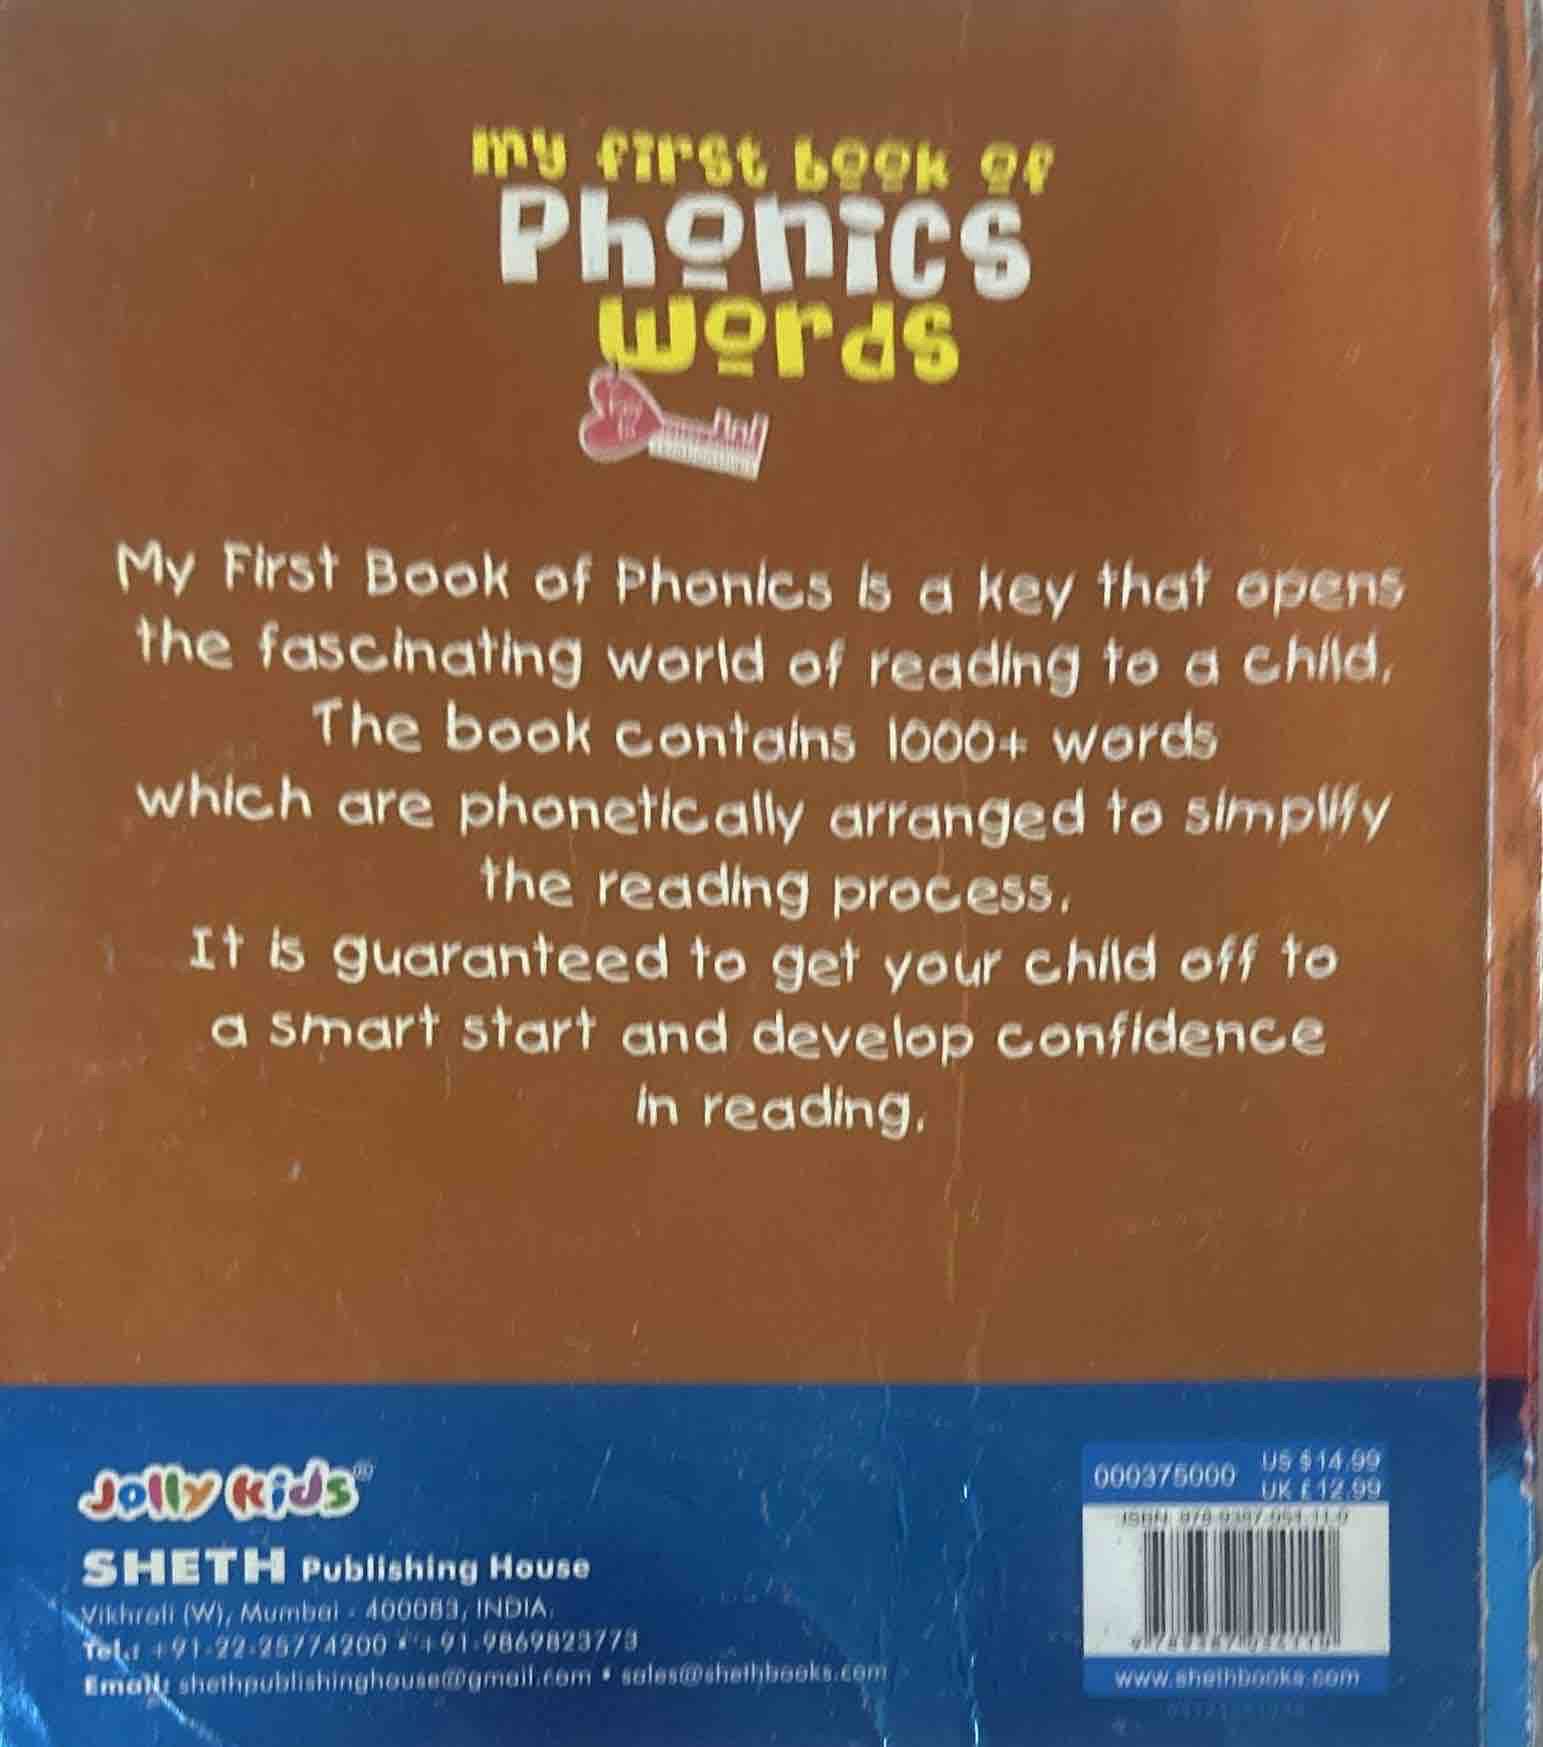 my first book of
Phonics
words
My First Book of Phonics is a key that opens
the fascinating world of reading to a child.
The book contains 1000+ words
which are phonetically arranged to simplify
the reading process.
It is guaranteed to get your child off to
a smart start and develop confidence
in reading.
Jolly Kids®
SHETH Publishing House
Vikhroli (W), Mumbai - 400083, INDIA.
Tel.: +91-22-25774200 • +91-9869823773
Email: shethpublishinghouse@gmail.com • sales@shethbooks.com
000375000
US $14.99
UK £12.99
ISBN
www.shethbooks.com